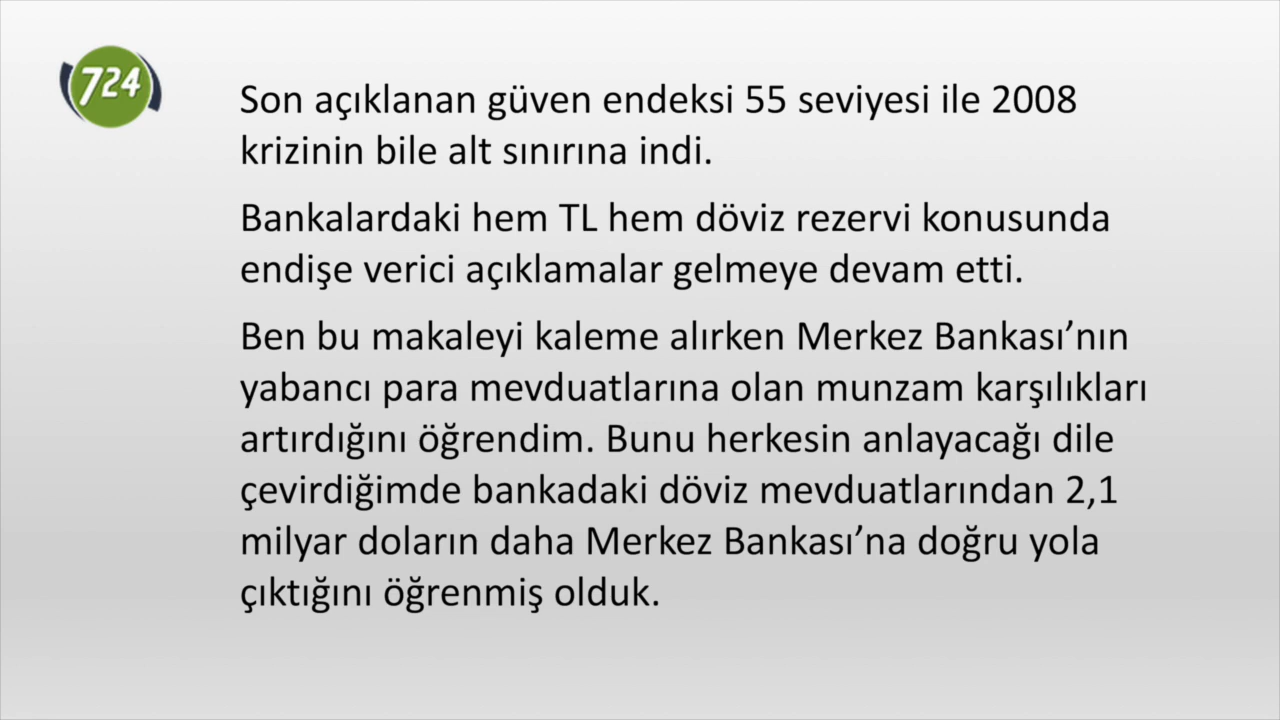 724
Son açıklanan güven endeksi 55 seviyesi ile 2008
krizinin bile alt sınırına indi.
Bankalardaki hem TL hem döviz rezervi konusunda
endişe verici açıklamalar gelmeye devam etti.
Ben bu makaleyi kaleme alırken Merkez Bankası’nın
yabancı para mevduatlarına olan munzam karşılıkları
artırdığını öğrendim. Bunu herkesin anlayacağı dile
çevirdiğimde bankadaki döviz mevduatlarından 2,1
milyar doların daha Merkez Bankası’na doğru yola
çıktığını öğrenmiş olduk.